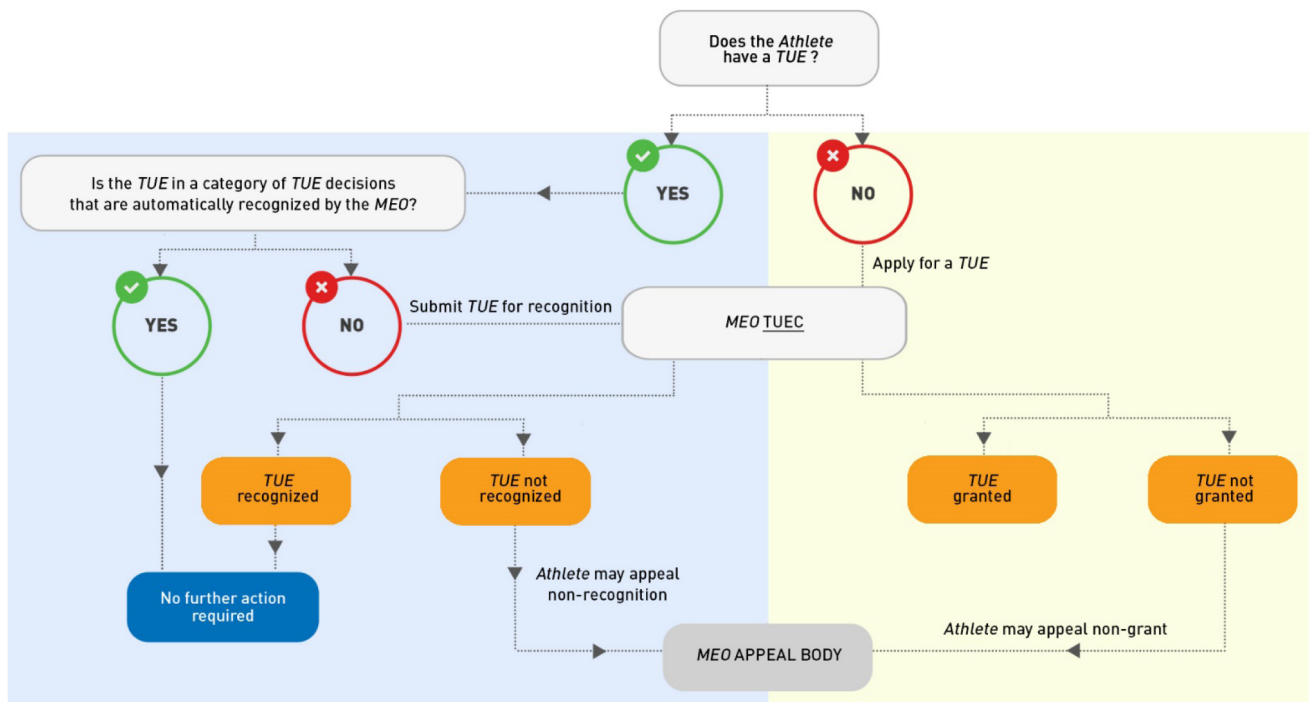 Does the Athlete
have a TUE ?
YES
NO
Is the TUE in a category of TUE decisions
that are automatically recognized by the MEO?
Apply for a TUE
YES
NO
Submit TUE for recognition
MEO TUEC
TUE
recognized
TUE not
recognized
TUE
granted
TUE not
granted
No further action
required
Athlete may appeal
non-recognition
Athlete may appeal non-grant
MEO APPEAL BODY